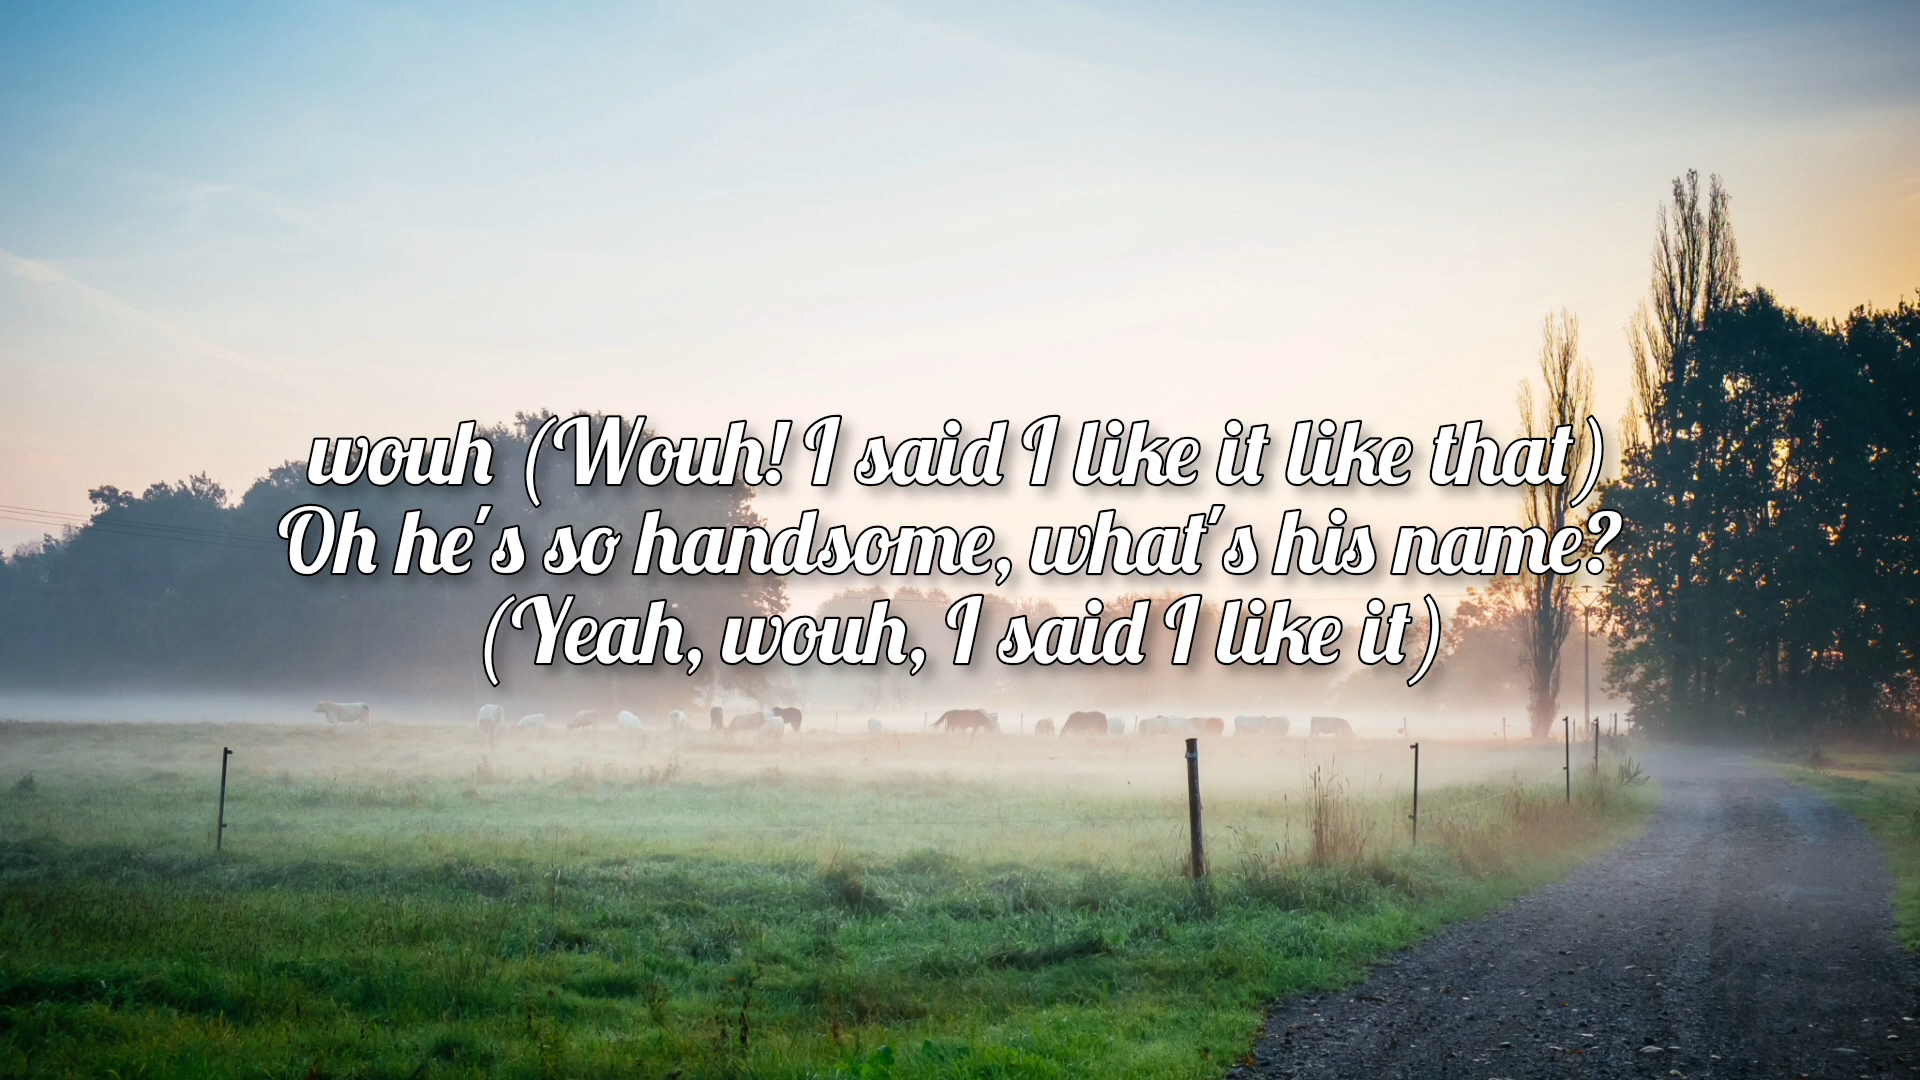 wouh (Wouh! I said I like it like that)
Oh he's so handsome, what's his name?
(Yeah, wouh, I said I like it)